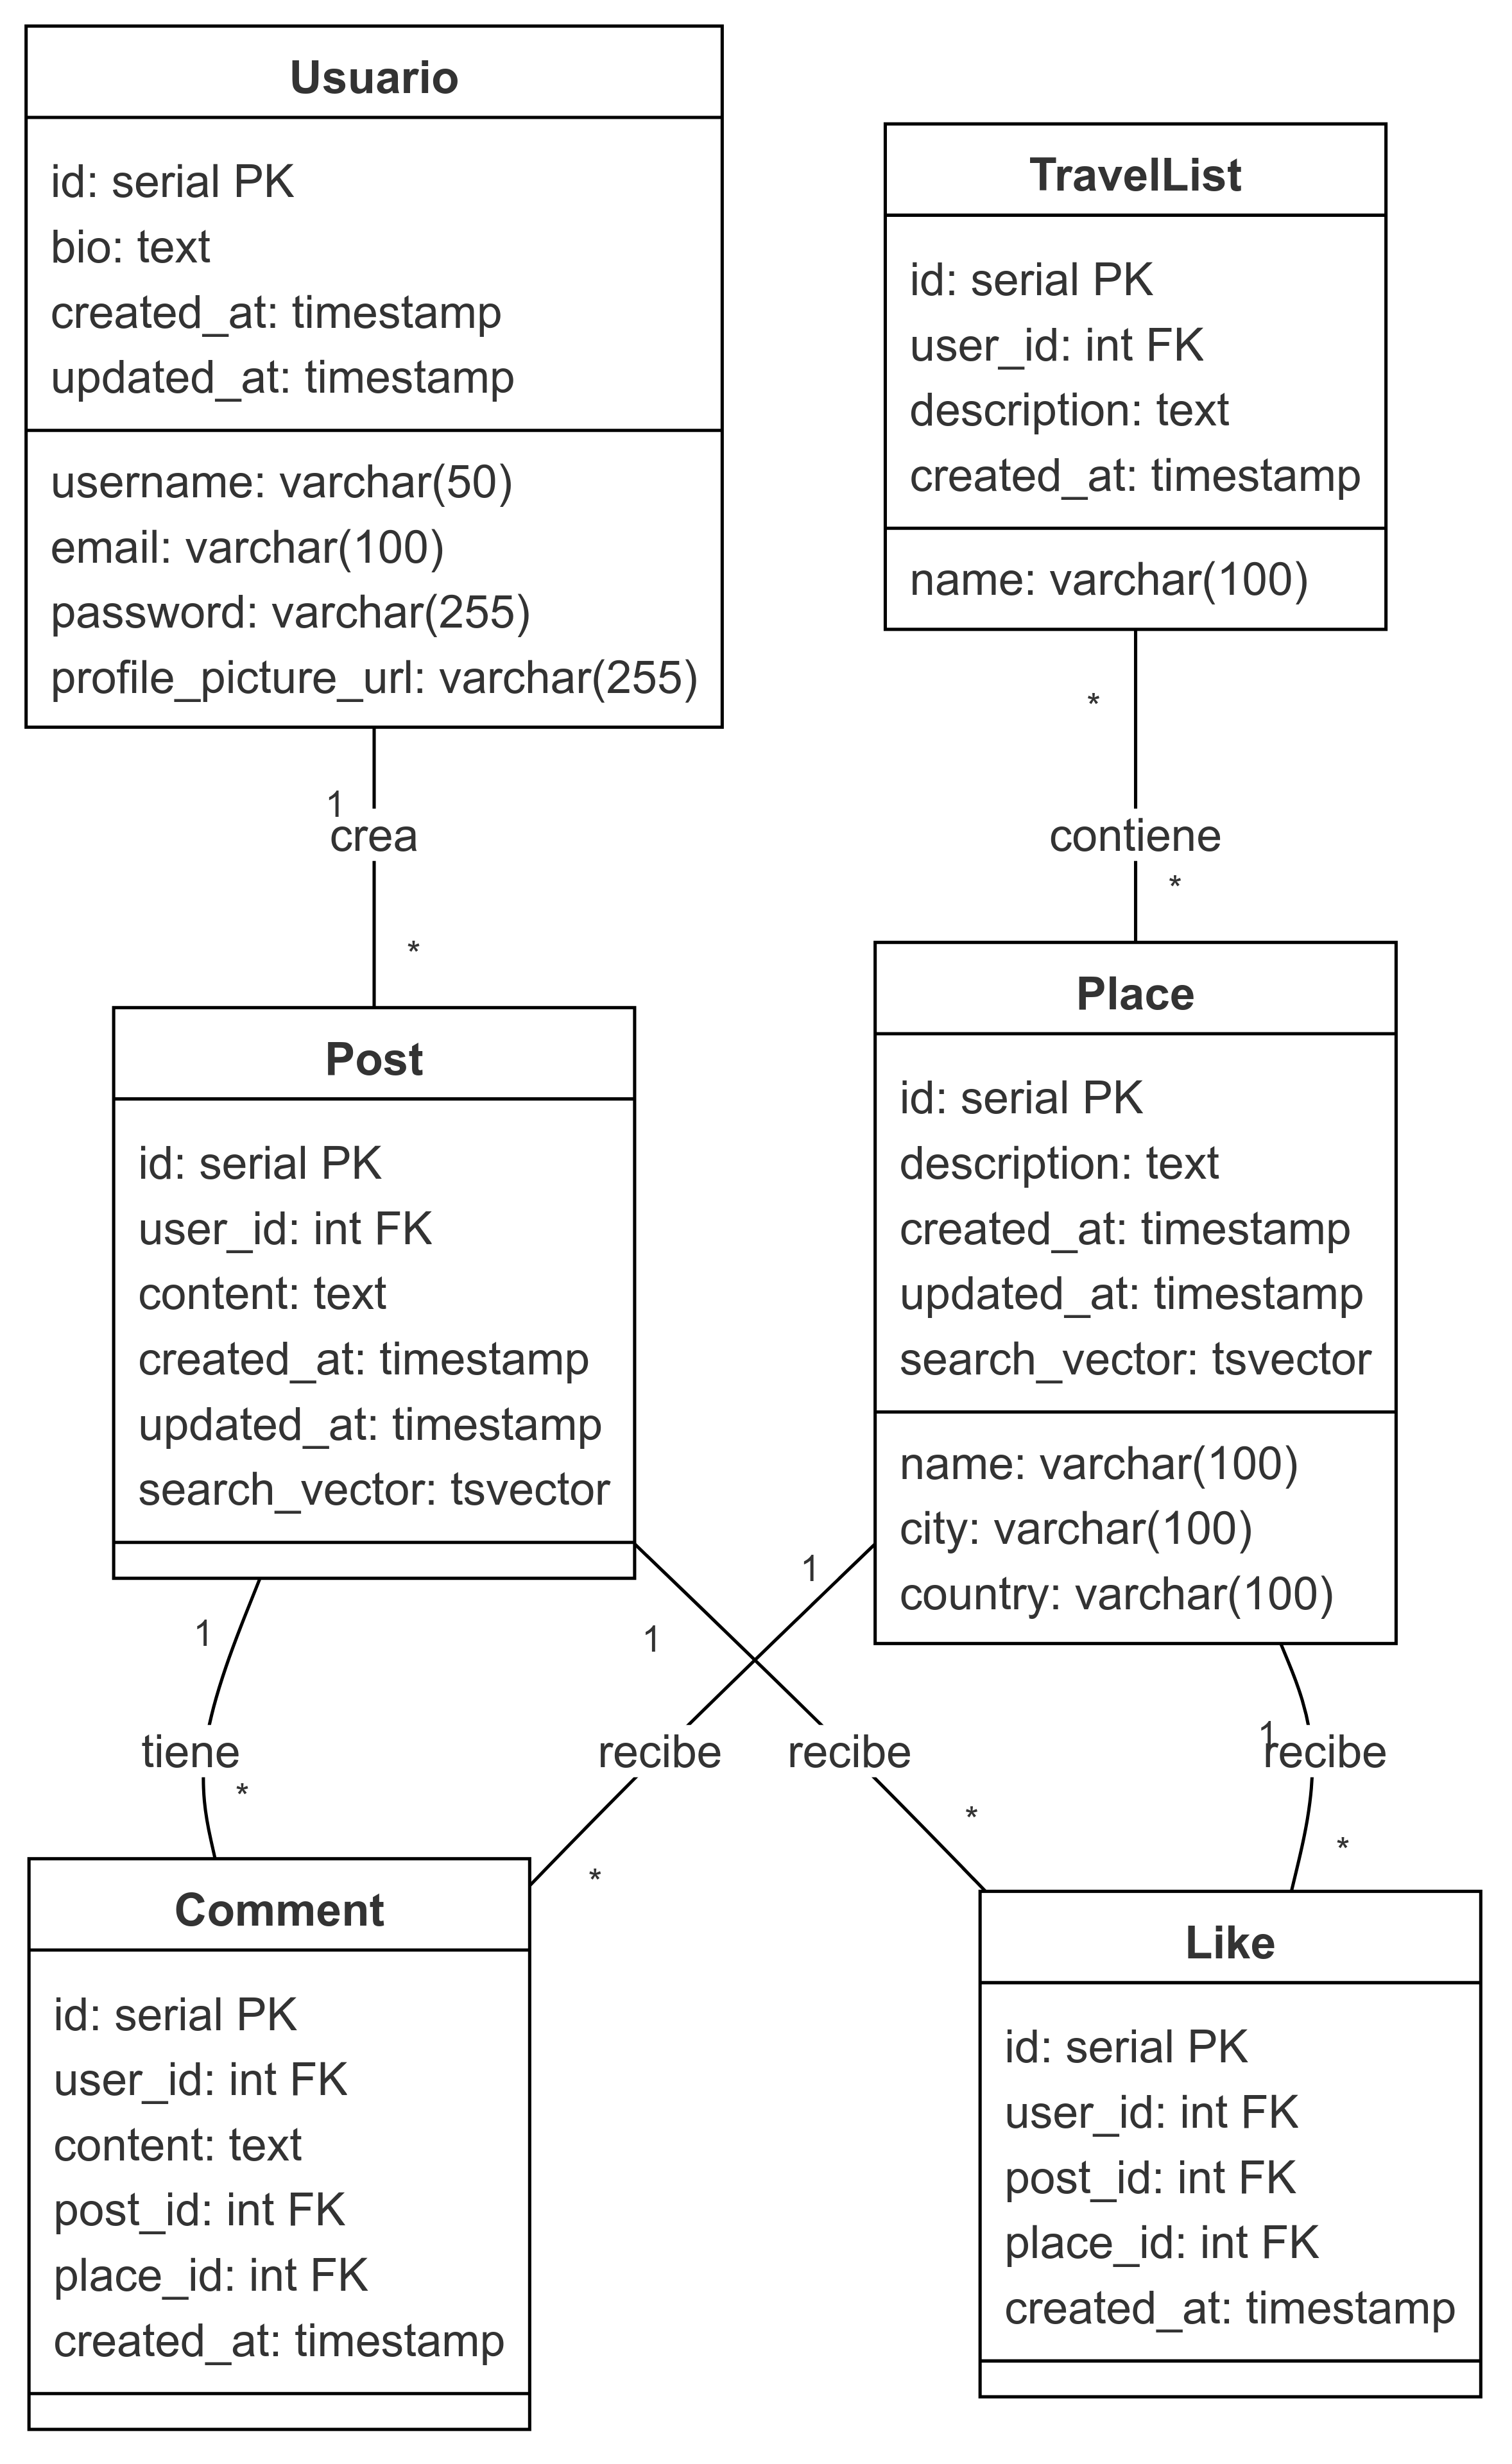 Usuario
id: serial PK
bio: text
created_at: timestamp
updated_at: timestamp
username: varchar(50)
email: varchar(100)
password: varchar(255)
profile_picture_url: varchar(255)
TravelList
id: serial PK
user_id: int FK
description: text
created_at: timestamp
name: varchar(100)
1
crea
*
*
contiene
*
Post
id: serial PK
user_id: int FK
content: text
created_at: timestamp
updated_at: timestamp
search_vector: tsvector
Place
id: serial PK
description: text
created_at: timestamp
updated_at: timestamp
search_vector: tsvector
name: varchar(100)
city: varchar(100)
country: varchar(100)
1
tiene
*
1
recibe
*
1
recibe
*
1
recibe
*
Comment
id: serial PK
user_id: int FK
content: text
post_id: int FK
place_id: int FK
created_at: timestamp
Like
id: serial PK
user_id: int FK
post_id: int FK
place_id: int FK
created_at: timestamp